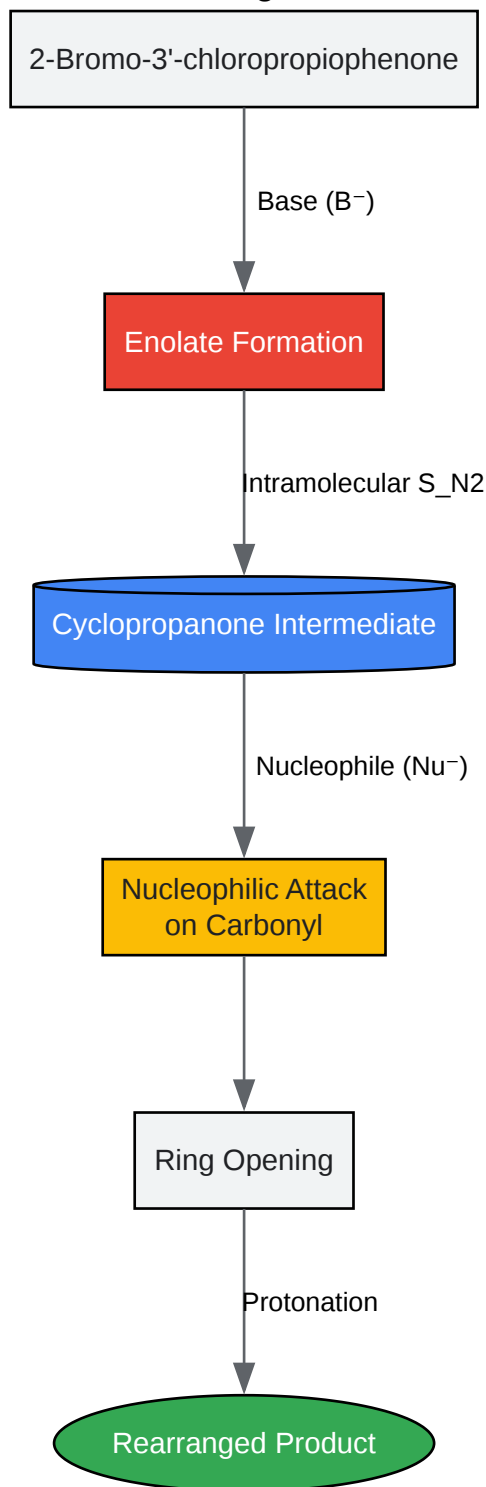 2-Bromo-3'-chloropropiophenone
Base (B⁻)
Enolate Formation
Intramolecular S_N2
Cyclopropanone Intermediate
Nucleophile (Nu⁻)
Nucleophilic Attack
on Carbonyl
Ring Opening
Protonation
Rearranged Product